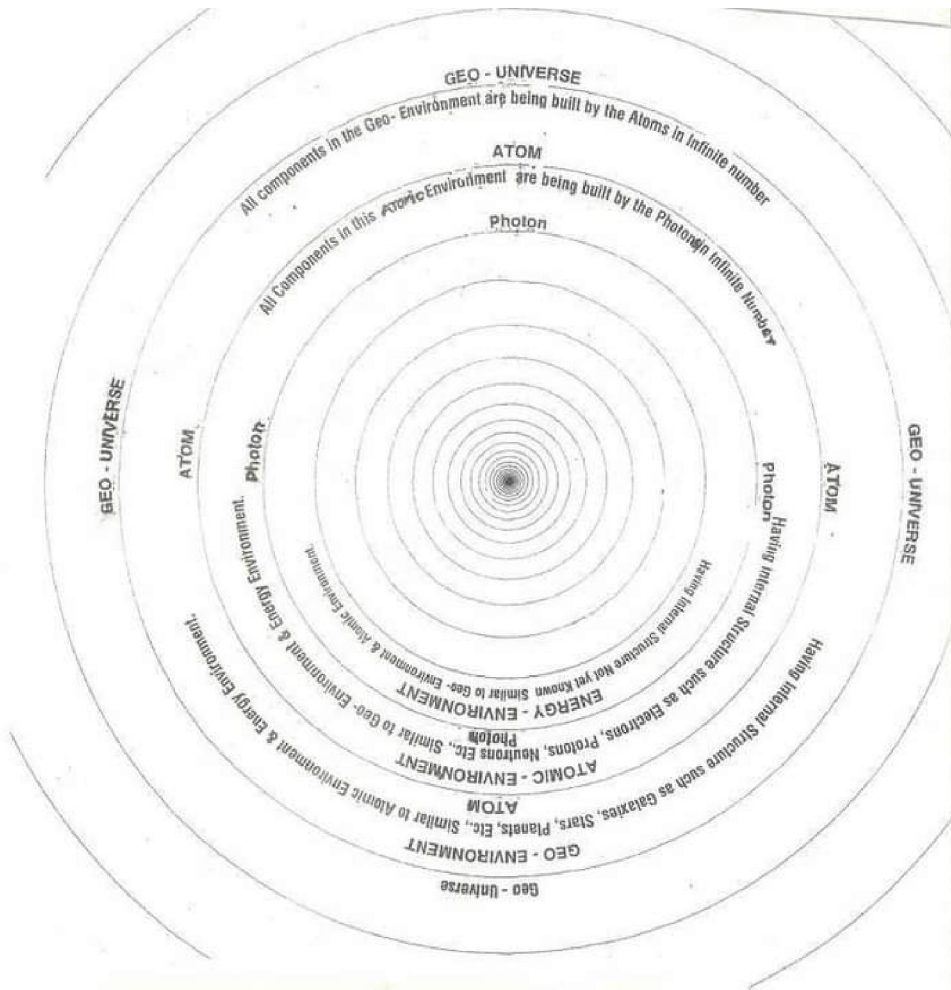 GEO - UNIVERSE
All components in the Geo- Environment are being built by the Atoms in Infinite number
ATOM
All Components in this Atomic Environment are being built by the Photons in Infinite Number
Photon
GEO - UNIVERSE
ATOM
Photon
Photon
ATOM
GEO - UNIVERSE
Having Internal Structure Not yet Known Similar to Geo- Environment & Atomic Environment.
ENERGY - ENVIRONMENT
Photon
Having Internal Structure such as Electrons, Protons, Neutrons Etc., Similar to Geo- Environment & Energy Environment.
ATOMIC - ENVIRONMENT
ATOM
Having Internal Structure such as Galaxies, Stars, Planets, Etc., Similar to Atomic Environment & Energy Environment.
GEO - ENVIRONMENT
Geo - Universe